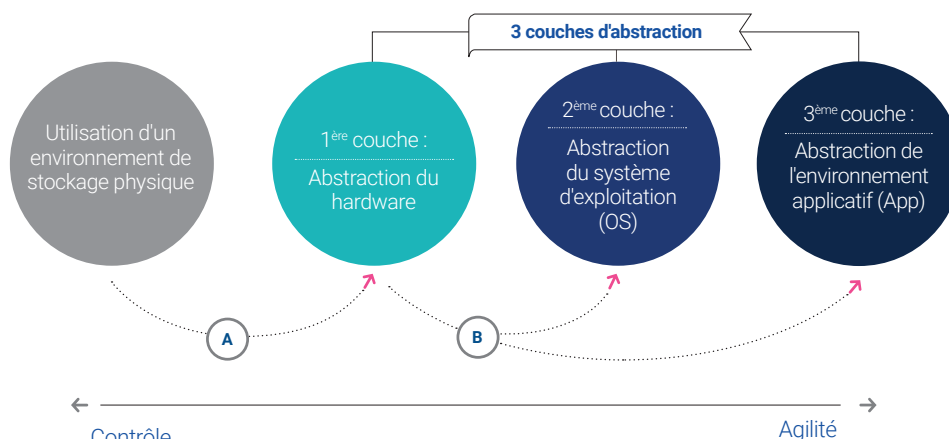 3 couches d'abstraction
Utilisation d'un
environnement de
stockage physique
1ère couche :
Abstraction du
hardware
2ème couche :
Abstraction
du système
d'exploitation
(OS)
3ème couche :
Abstraction de
l'environnement
applicatif (App)
A
B
Contrôle
Agilité